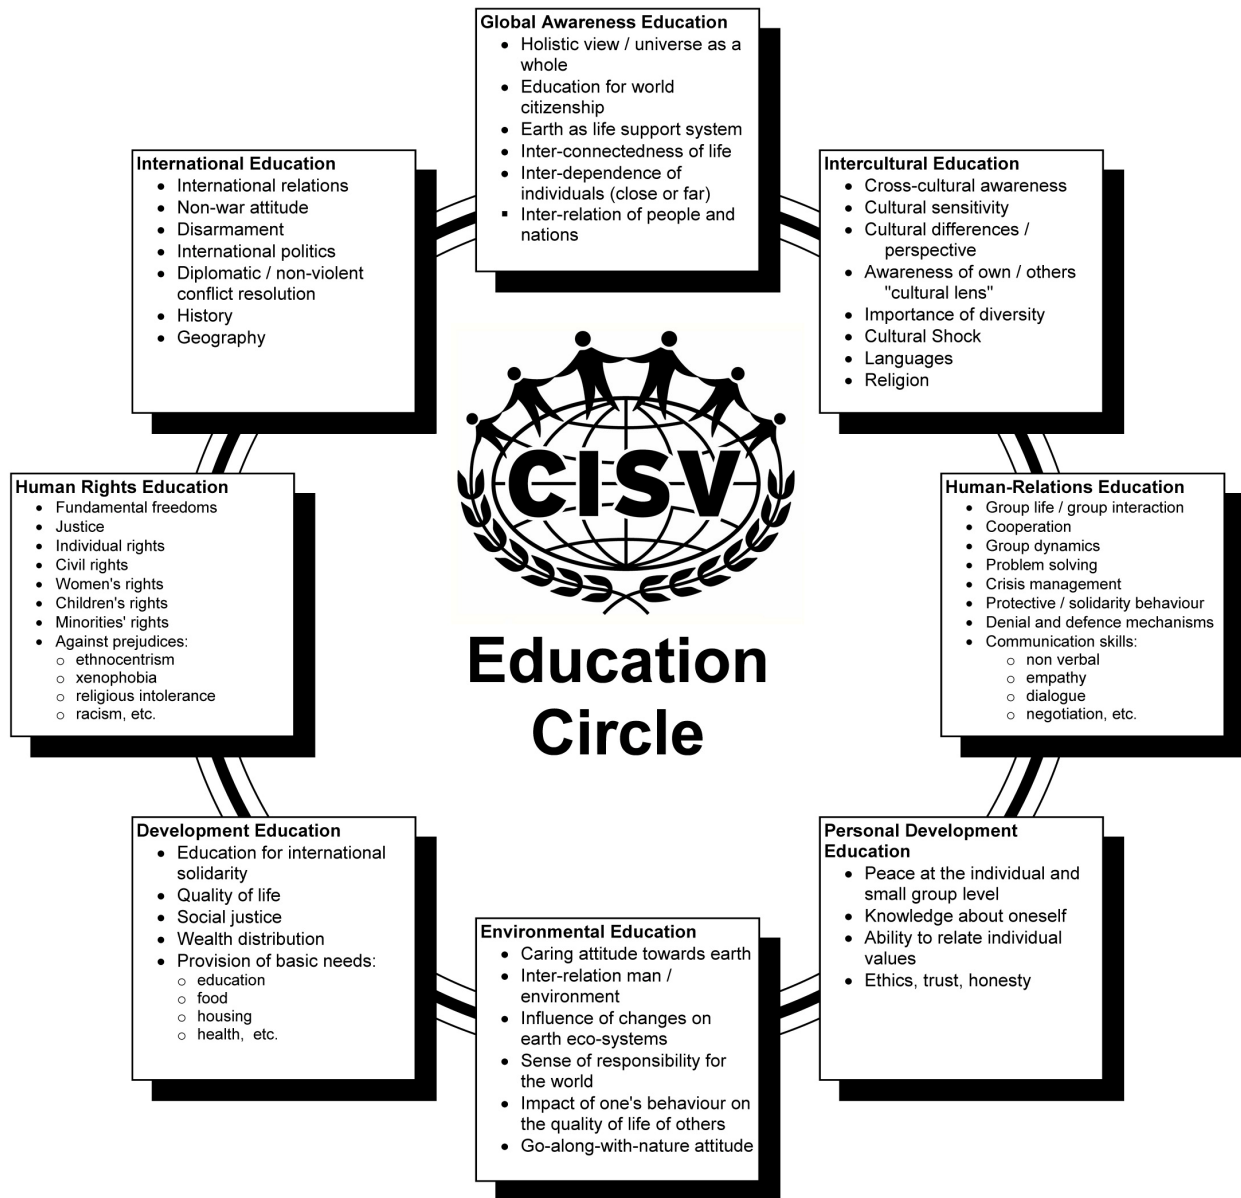 Global Awareness Education
• Holistic view / universe as a
whole
• Education for world
citizenship
• Earth as life support system
• Inter-connectedness of life
• Inter-dependence of
individuals (close or far)
▪ Inter-relation of people and
nations
International Education
• International relations
• Non-war attitude
• Disarmament
• International politics
• Diplomatic / non-violent
conflict resolution
• History
• Geography
Intercultural Education
• Cross-cultural awareness
• Cultural sensitivity
• Cultural differences /
perspective
• Awareness of own / others
"cultural lens"
• Importance of diversity
• Cultural Shock
• Languages
• Religion
CISV
Education
Circle
Human Rights Education
• Fundamental freedoms
• Justice
• Individual rights
• Civil rights
• Women's rights
• Children's rights
• Minorities' rights
• Against prejudices:
o ethnocentrism
o xenophobia
o religious intolerance
o racism, etc.
Human-Relations Education
• Group life / group interaction
• Cooperation
• Group dynamics
• Problem solving
• Crisis management
• Protective / solidarity behaviour
• Denial and defence mechanisms
• Communication skills:
o non verbal
o empathy
o dialogue
o negotiation, etc.
Development Education
• Education for international
solidarity
• Quality of life
• Social justice
• Wealth distribution
• Provision of basic needs:
o education
o food
o housing
o health, etc.
Environmental Education
• Caring attitude towards earth
• Inter-relation man /
environment
• Influence of changes on
earth eco-systems
• Sense of responsibility for
the world
• Impact of one's behaviour on
the quality of life of others
• Go-along-with-nature attitude
Personal Development
Education
• Peace at the individual and
small group level
• Knowledge about oneself
• Ability to relate individual
values
• Ethics, trust, honesty